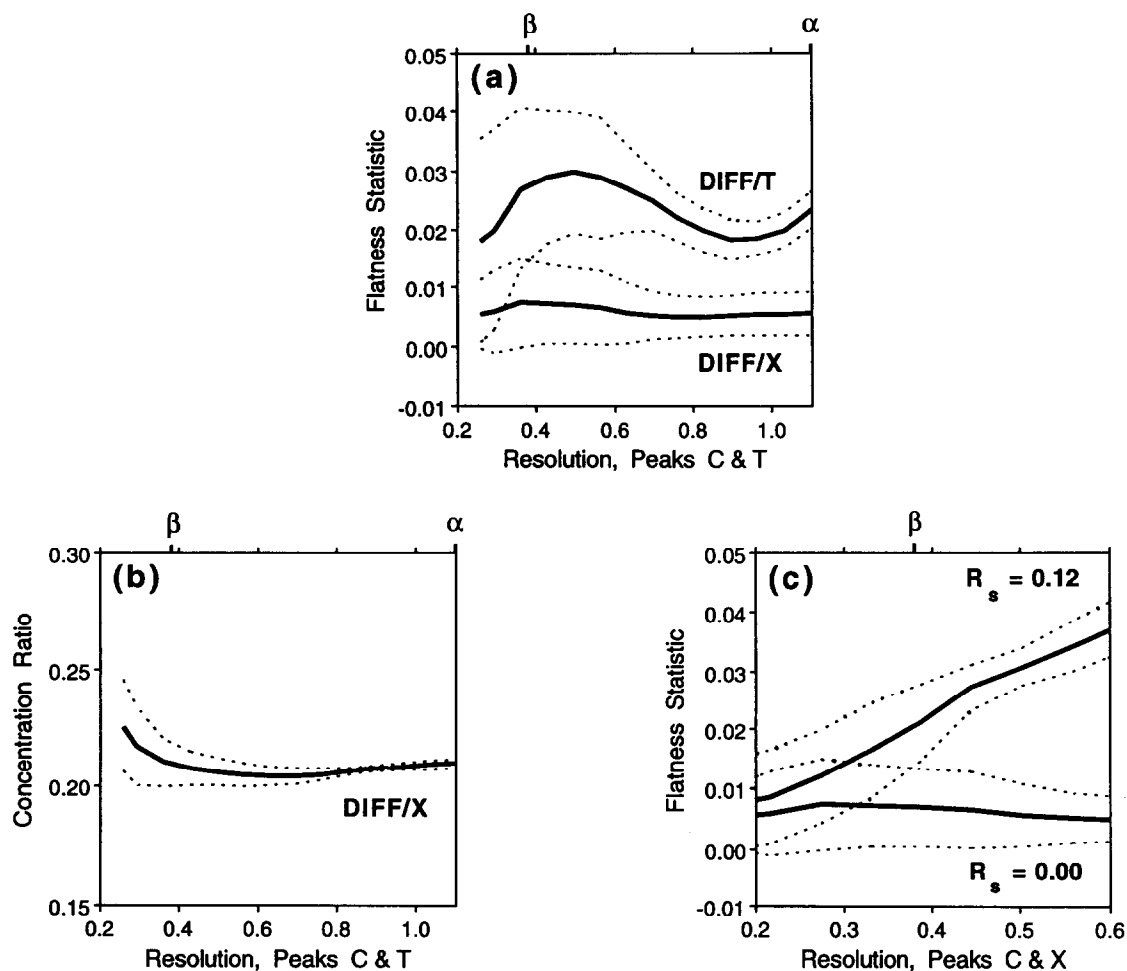 β α
(a)
0.05
0.04
0.03
0.02
0.01
0.00
-0.01
Flatness Statistic
DIFF/T
DIFF/X
0.2 0.4 0.6 0.8 1.0
Resolution, Peaks C & T
β α
(b)
0.30
0.25
0.20
0.15
Concentration Ratio
DIFF/X
0.2 0.4 0.6 0.8 1.0
Resolution, Peaks C & T
β
(c)
0.05
0.04
0.03
0.02
0.01
0.00
-0.01
Flatness Statistic
R s = 0.12
R s = 0.00
0.2 0.3 0.4 0.5 0.6
Resolution, Peaks C & X